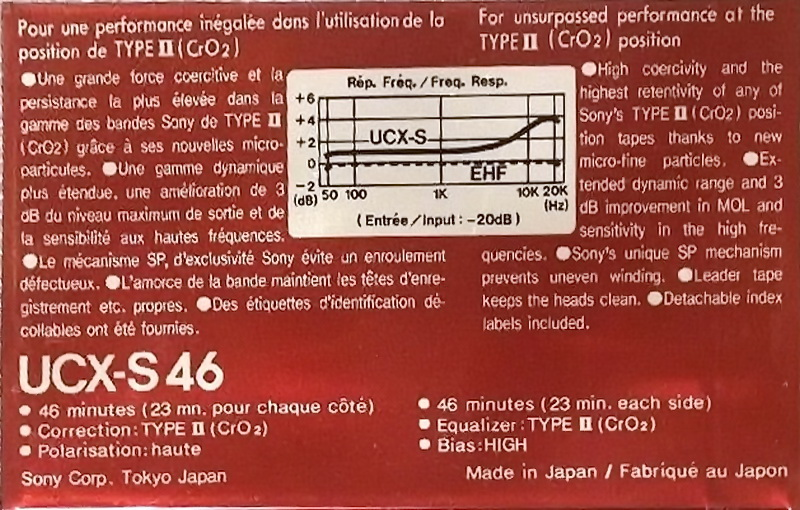 Pour une performance inégalée dans l'utilisation de la
position de TYPE II (CrO2)
●Une grande force coercitive et la
persistance la plus élevée dans la
gamme des bandes Sony de TYPE II
(CrO2) grâce à ses nouvelles micro-
particules. ●Une gamme dynamique
plus étendue, une amélioration de 3
dB du niveau maximum de sortie et de
la sensibilité aux hautes fréquences.
●Le mécanisme SP, d'exclusivité Sony évite un enroulement
défectueux. ●L'amorce de la bande maintient les têtes d'enre-
gistrement etc. propres. ●Des étiquettes d'identification dé-
collables ont été fournies.
Rép. Fréq. / Freq. Resp.
+6
+4
+2
0
-2
(dB)
UCX-S
EHF
50 100 1K 10K 20K
(Hz)
(Entrée / Input : -20dB)
For unsurpassed performance at the
TYPE II (CrO2) position
●High coercivity and the
highest retentivity of any of
Sony's TYPE II (CrO2) posi-
tion tapes thanks to new
micro-fine particles. ●Ex-
tended dynamic range and 3
dB improvement in MOL and
sensitivity in the high fre-
quencies. ●Sony's unique SP mechanism
prevents uneven winding. ●Leader tape
keeps the heads clean. ●Detachable index
labels included.
UCX-S 46
● 46 minutes (23 mn. pour chaque côté)
● Correction: TYPE II (CrO2)
● Polarisation: haute
Sony Corp. Tokyo Japan
● 46 minutes (23 min. each side)
● Equalizer: TYPE II (CrO2)
● Bias: HIGH
Made in Japan / Fabriqué au Japon